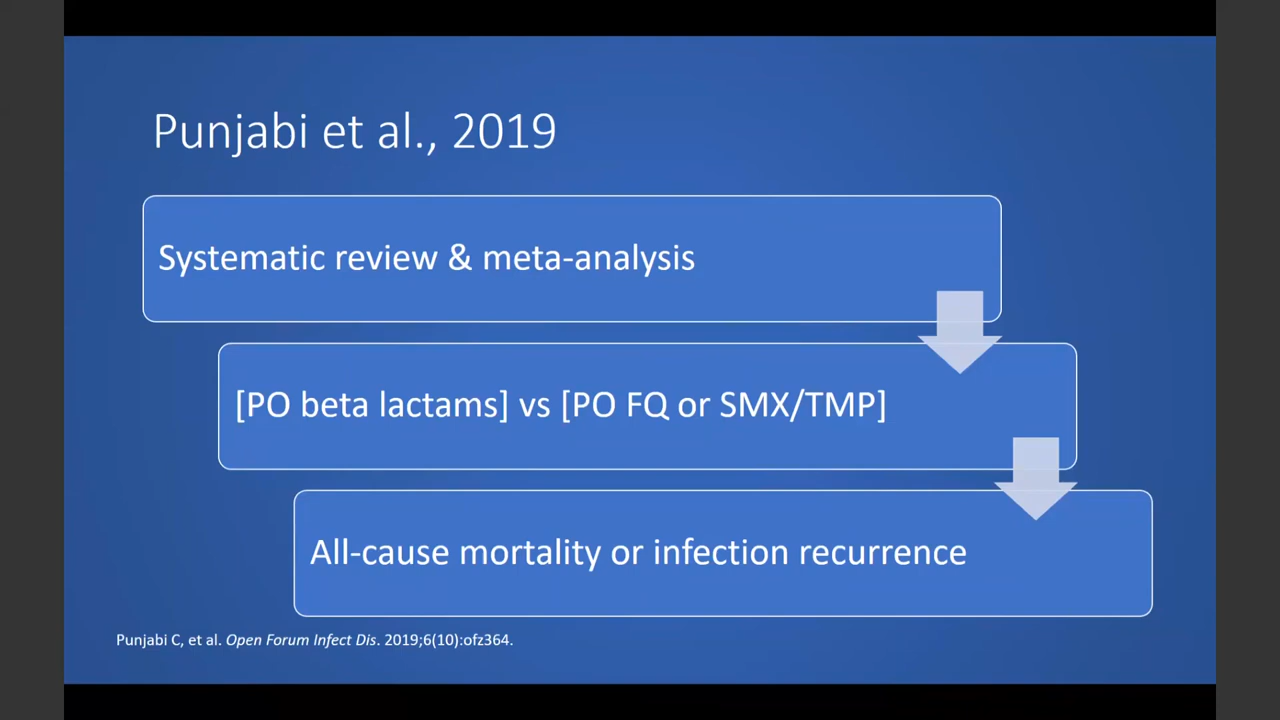 Punjabi et al., 2019
Systematic review & meta-analysis
[PO beta lactams] vs [PO FQ or SMX/TMP]
All-cause mortality or infection recurrence
Punjabi C, et al. Open Forum Infect Dis. 2019;6(10):ofz364.